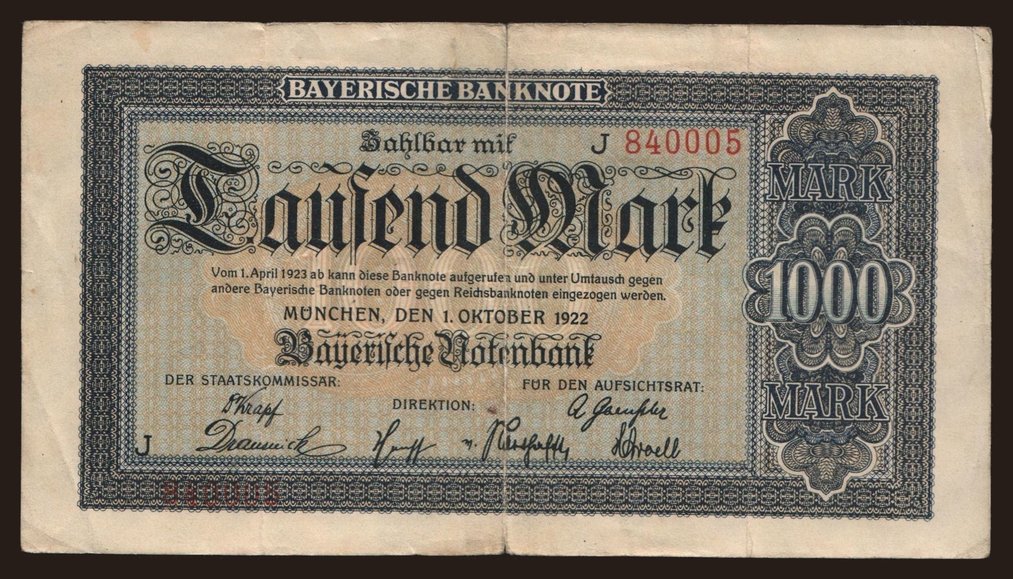 BAYERISCHE BANKNOTE
Zahlbar mit
J 840005
Tausend Mark
MARK
1000
MARK
Vom 1. April 1923 ab kann diese Banknote aufgerufen und unter Umtausch gegen
andere Bayerische Banknoten oder gegen Reichsbanknoten eingezogen werden.
MÜNCHEN, DEN 1. OKTOBER 1922
Bayerische Notenbank
DER STAATSKOMMISSAR:
FÜR DEN AUFSICHTSRAT:
DIREKTION:
J
840005